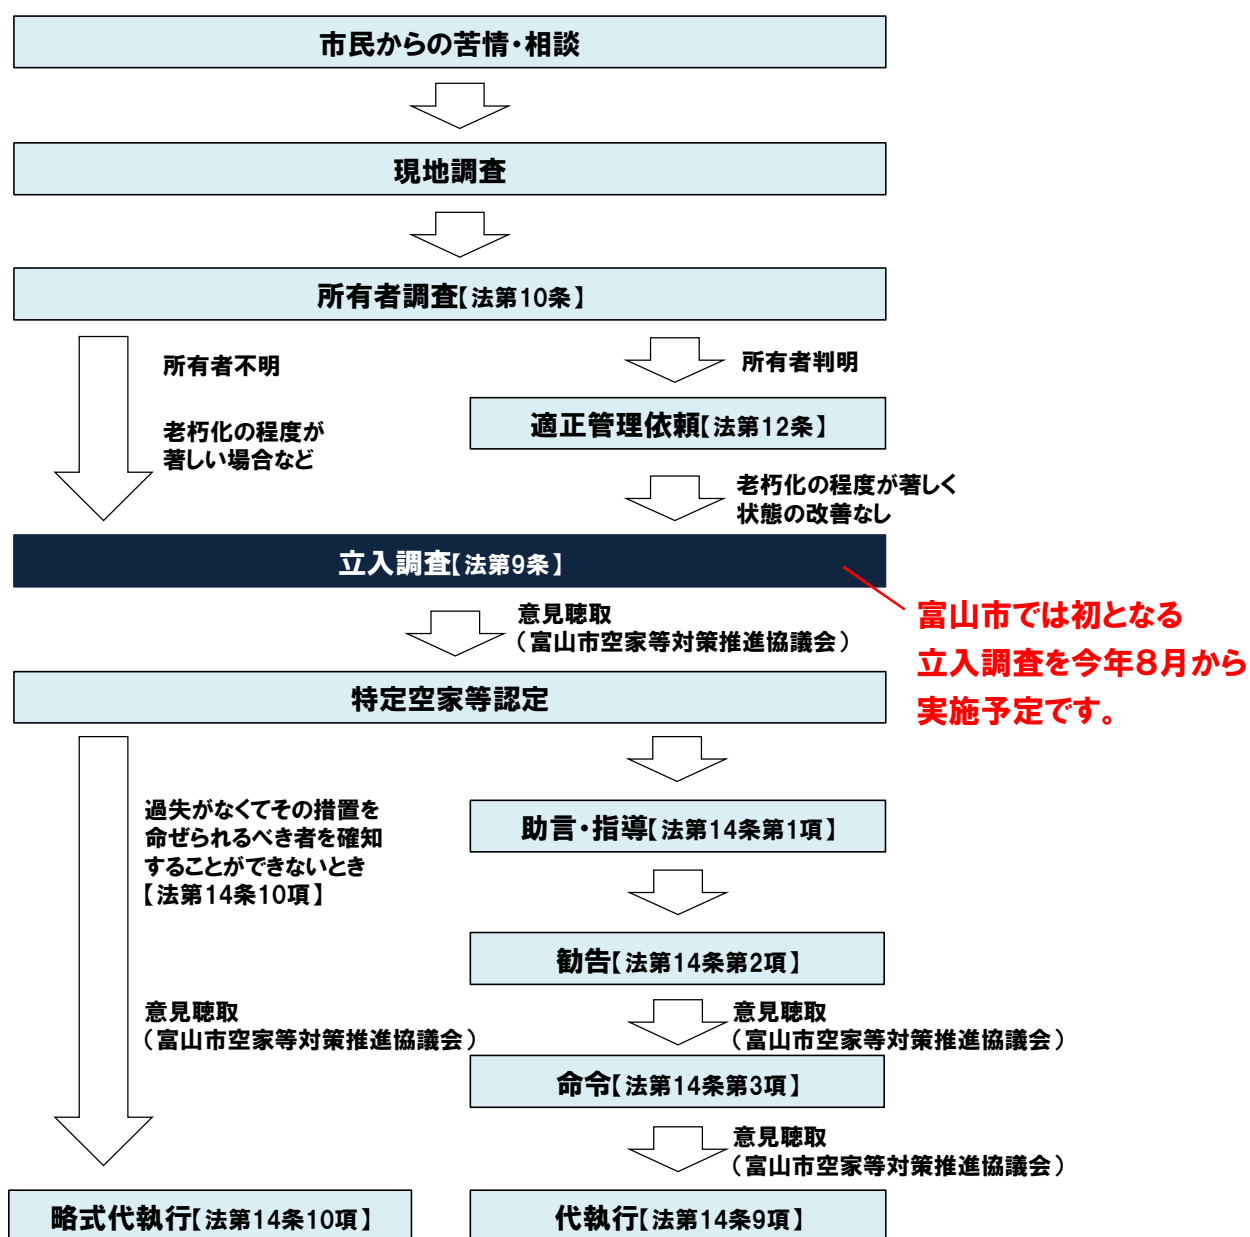 市民からの苦情・相談
現地調査
所有者調査【法第10条】
所有者不明
老朽化の程度が
著しい場合など
所有者判明
適正管理依頼【法第12条】
老朽化の程度が著しく
状態の改善なし
立入調査【法第9条】
富山市では初となる
立入調査を今年8月から
実施予定です。
意見聴取
（富山市空家等対策推進協議会）
特定空家等認定
過失がなくてその措置を
命ぜられるべき者を確知
することができないとき
【法第14条10項】
意見聴取
（富山市空家等対策推進協議会）
助言・指導【法第14条第1項】
勧告【法第14条第2項】
意見聴取
（富山市空家等対策推進協議会）
命令【法第14条第3項】
意見聴取
（富山市空家等対策推進協議会）
略式代執行【法第14条10項】
代執行【法第14条9項】